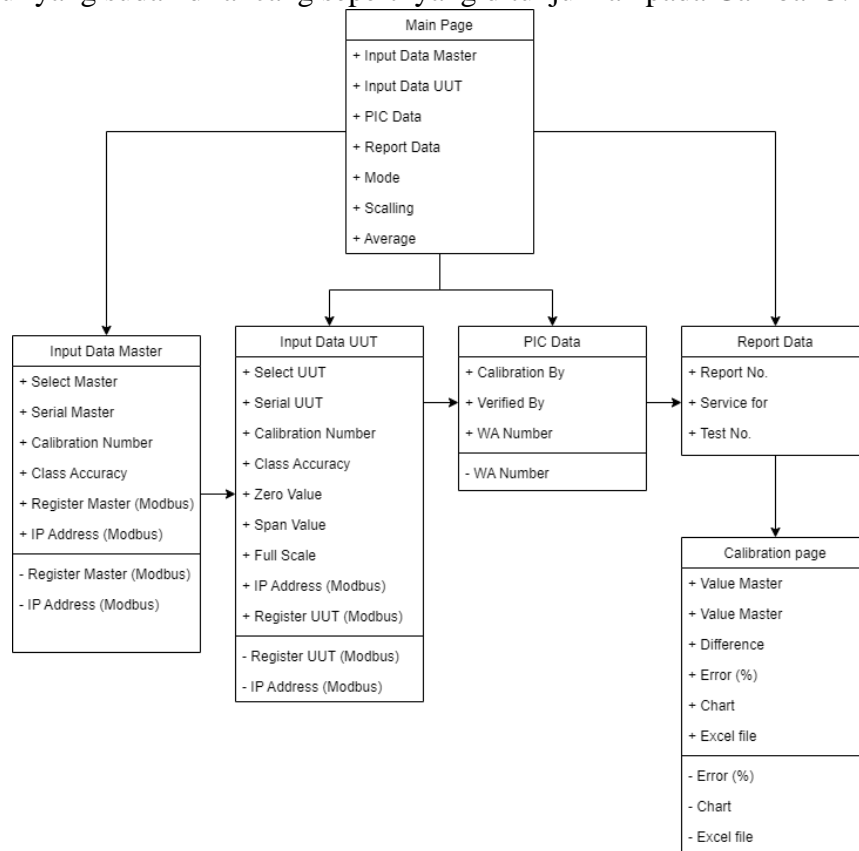 yang
pada
Main Page
+ Input Data Master
+ Input Data UUT
+ PIC Data
+ Report Data
+ Mode
+ Scalling
+ Average
Input Data Master
+ Select Master
+ Serial Master
+ Calibration Number
+ Class Accuracy
+ Register Master (Modbus)
+ IP Address (Modbus)
- Register Master (Modbus)
- IP Address (Modbus)
Input Data UUT
+ Select UUT
+ Serial UUT
+ Calibration Number
+ Class Accuracy
+ Zero Value
+ Span Value
+ Full Scale
+ IP Address (Modbus)
+ Register UUT (Modbus)
- Register UUT (Modbus)
- IP Address (Modbus)
PIC Data
+ Calibration By
+ Verified By
+ WA Number
- WA Number
Report Data
+ Report No.
+ Service for
+ Test No.
Calibration page
+ Value Master
+ Value Master
+ Difference
+ Error (%)
+ Chart
+ Excel file
- Error (%)
- Chart
- Excel file